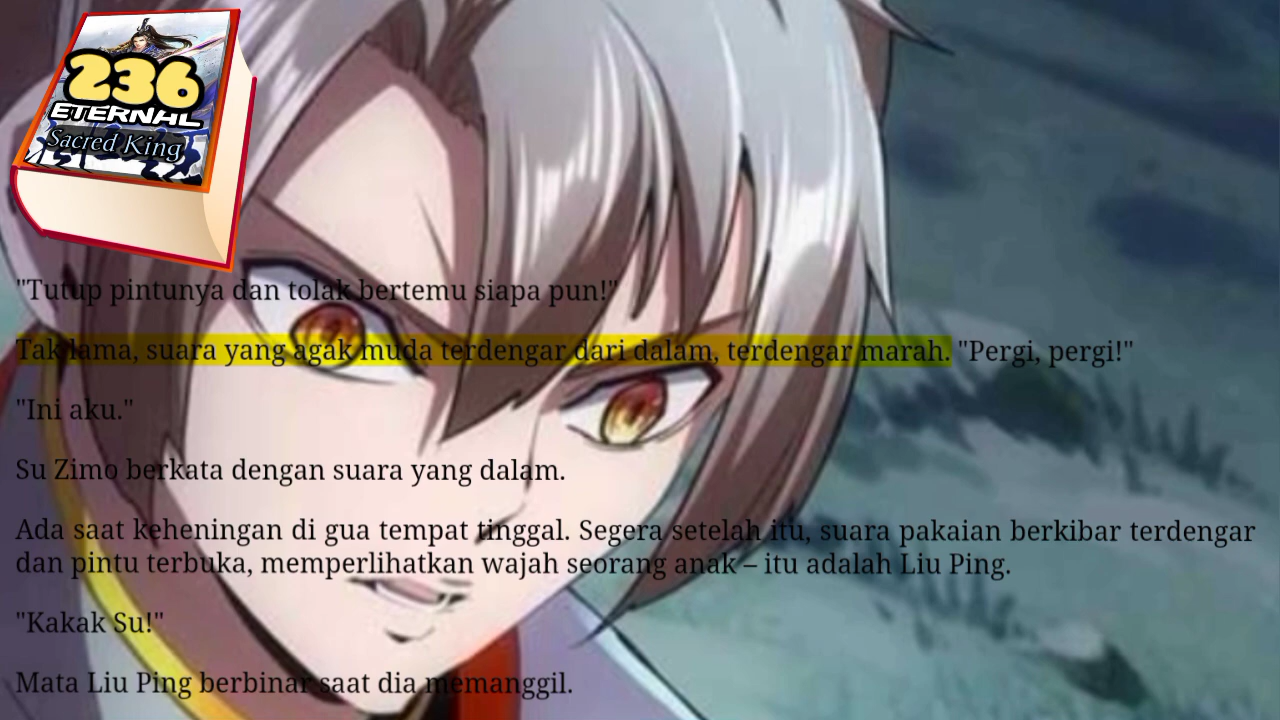 236
ETERNAL
Sacred King
"Tutup pintunya dan tolak bertemu siapa pun!"
Tak lama, suara yang agak muda terdengar dari dalam, terdengar marah. "Pergi, pergi!"
"Ini aku."
Su Zimo berkata dengan suara yang dalam.
Ada saat keheningan di gua tempat tinggal. Segera setelah itu, suara pakaian berkibar terdengar
dan pintu terbuka, memperlihatkan wajah seorang anak – itu adalah Liu Ping.
"Kakak Su!"
Mata Liu Ping berbinar saat dia memanggil.